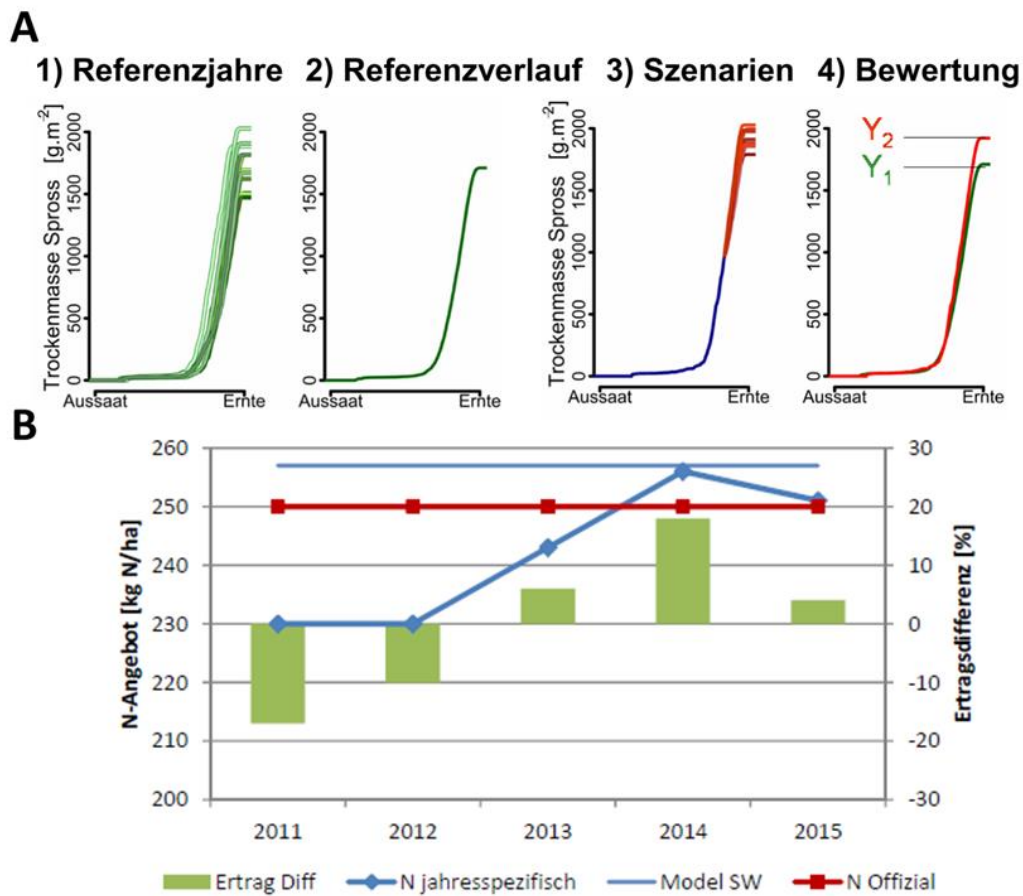 A
1) Referenzjahre 2) Referenzverlauf 3) Szenarien 4) Bewertung
Trockenmasse Spross [g.m-2]
0 500 1000 1500 2000
Aussaat Ernte
0 500 1000 1500 2000
Aussaat Ernte
Trockenmasse Spross [g.m-2]
0 500 1000 1500 2000
Aussaat Ernte
0 500 1000 1500 2000
Y2
Y1
Aussaat Ernte
B
N-Angebot [kg N/ha]
260
250
240
230
220
210
200
30
20
10
0
-10
-20
-30
Ertragsdifferenz [%]
2011 2012 2013 2014 2015
Ertrag Diff N jahresspezifisch Model SW N Offizial